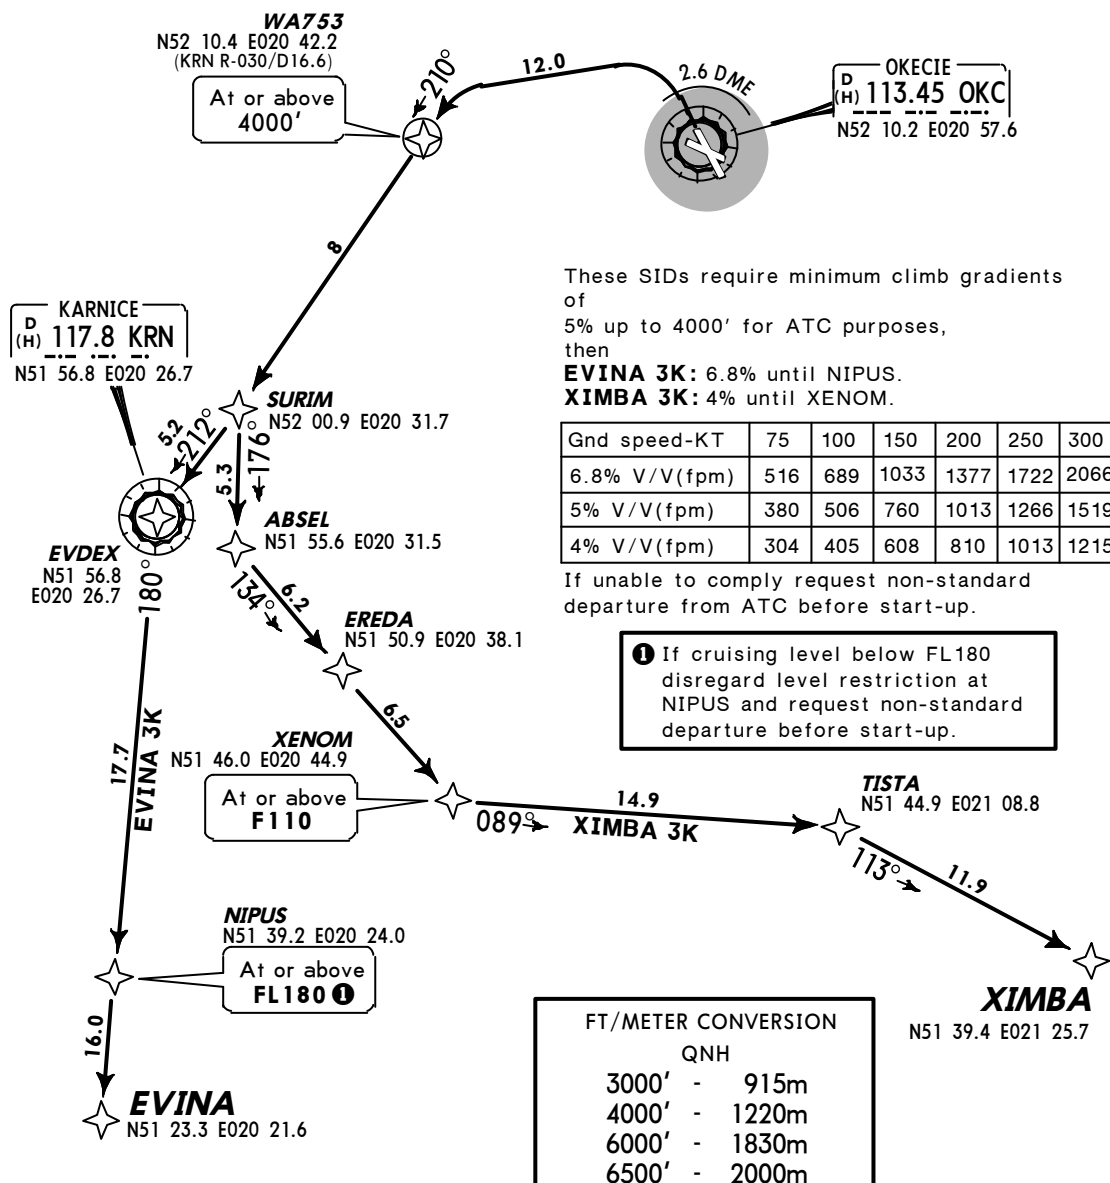 WA753
N52 10.4 E020 42.2
(KRN R-030/D16.6)
At or above
4000'
210°
12.0
2.6 DME
OKECIE
D
(H) 113.45 OKC
N52 10.2 E020 57.6
8
These SIDs require minimum climb gradients
of
5% up to 4000' for ATC purposes,
then
EVINA 3K: 6.8% until NIPUS.
XIMBA 3K: 4% until XENOM.
Gnd speed-KT 75 100 150 200 250 300
6.8% V/V(fpm) 516 689 1033 1377 1722 2066
5% V/V(fpm) 380 506 760 1013 1266 1519
4% V/V(fpm) 304 405 608 810 1013 1215
If unable to comply request non-standard
departure from ATC before start-up.
❶ If cruising level below FL180
disregard level restriction at
NIPUS and request non-standard
departure before start-up.
KARNICE
D
(H) 117.8 KRN
N51 56.8 E020 26.7
SURIM
N52 00.9 E020 31.7
5.2
212°
5.3
176°
ABSEL
N51 55.6 E020 31.5
EVDEX
N51 56.8
E020 26.7
180°
134°
6.2
EREDA
N51 50.9 E020 38.1
6.5
17.7
EVINA 3K
XENOM
N51 46.0 E020 44.9
At or above
F110
089°
14.9
XIMBA 3K
TISTA
N51 44.9 E021 08.8
113°
11.9
XIMBA
N51 39.4 E021 25.7
NIPUS
N51 39.2 E020 24.0
At or above
FL180 ❶
16.0
EVINA
N51 23.3 E020 21.6
FT/METER CONVERSION
QNH
3000' - 915m
4000' - 1220m
6000' - 1830m
6500' - 2000m